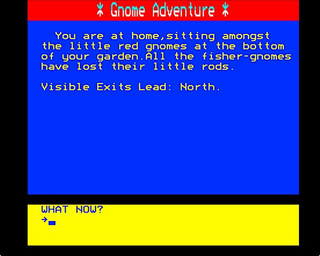 * Gnome Adventure *
You are at home,sitting amongst
the little red gnomes at the bottom
of your garden.All the fisher-gnomes
have lost their little rods.
Visible Exits Lead: North.
WHAT NOW?
→_